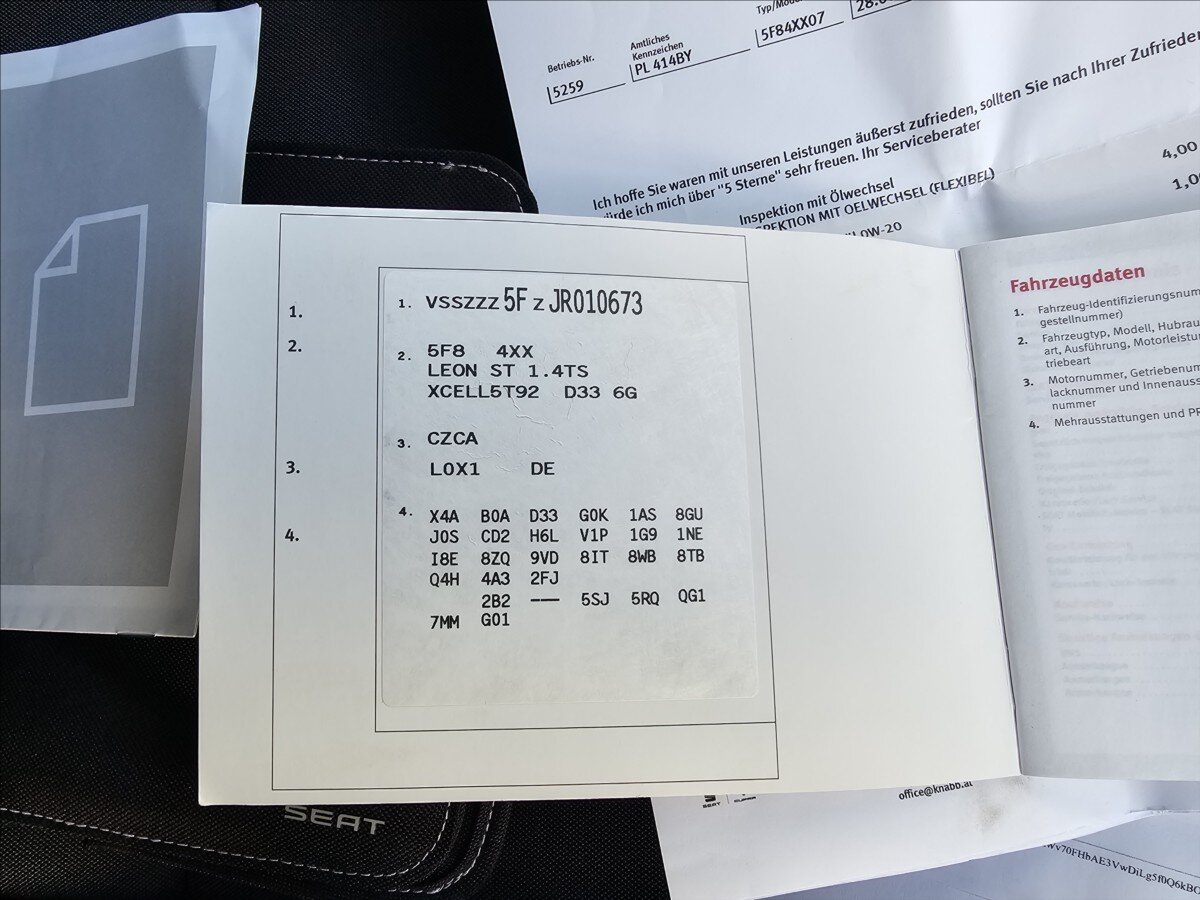 Typ/Mod
Betriebs-Nr.
Amtliches
Kennzeichen
5259
PL 414BY
5F84XX07
Ich hoffe Sie waren mit unseren Leistungen äußerst zufrieden, sollten Sie nach Ihrer Zufrieden
würde ich mich über "5 Sterne" sehr freuen. Ihr Serviceberater
4,00
Inspektion mit Ölwechsel
PEKTION MIT OELWECHSEL (FLEXIBEL)
0W-20
1.
2.
3.
4.
1. VSSZZZ 5F Z JR010673
2. 5F8 4XX
LEON ST 1.4TS
XCELL5T92 D33 6G
3. CZCA
L0X1 DE
4. X4A B0A D33 G0K 1AS 8GU
J0S CD2 H6L V1P 1G9 1NE
I8E 8ZQ 9VD 8IT 8WB 8TB
Q4H 4A3 2FJ
2B2 --- 5SJ 5RQ QG1
7MM G01
Fahrzeugdaten
1. Fahrzeug-Identifizierungsnum
gestellnummer)
2. Fahrzeugtyp, Modell, Hubrau
art, Ausführung, Motorleistun
triebeart
3. Motornummer, Getriebenum
lacknummer und Innenauss
nummer
4. Mehrausstattungen und PR
SEAT
office@knabb.at